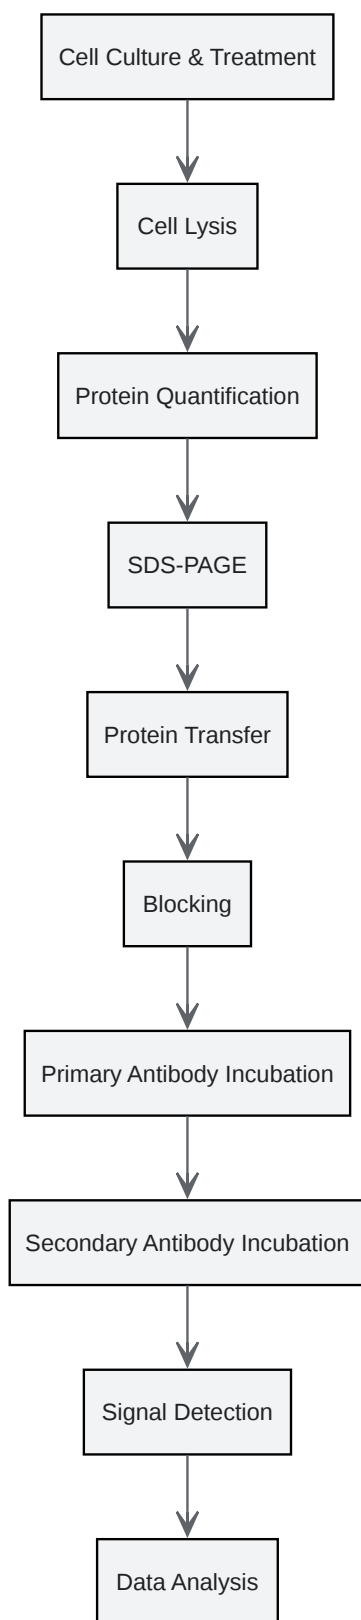 Cell Culture & Treatment
Cell Lysis
Protein Quantification
SDS-PAGE
Protein Transfer
Blocking
Primary Antibody Incubation
Secondary Antibody Incubation
Signal Detection
Data Analysis